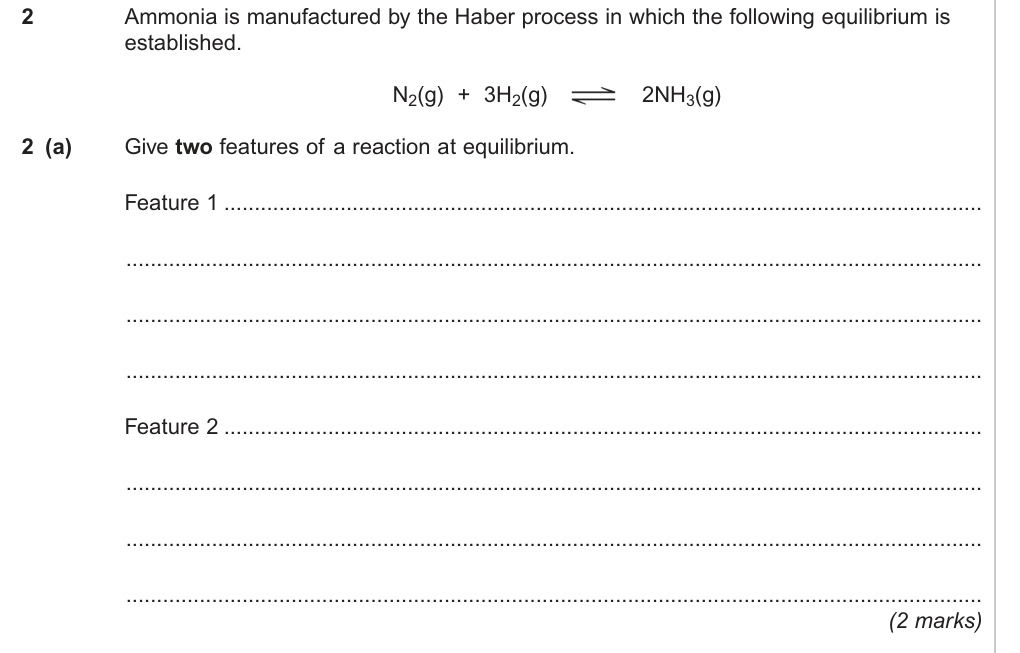 2 Ammonia is manufactured by the Haber process in which the following equilibrium is
established.
N₂(g) + 3H₂(g) ⇌ 2NH₃(g)
2 (a) Give two features of a reaction at equilibrium.
Feature 1 ..........
..........
..........
..........
Feature 2 ..........
..........
..........
..........
(2 marks)